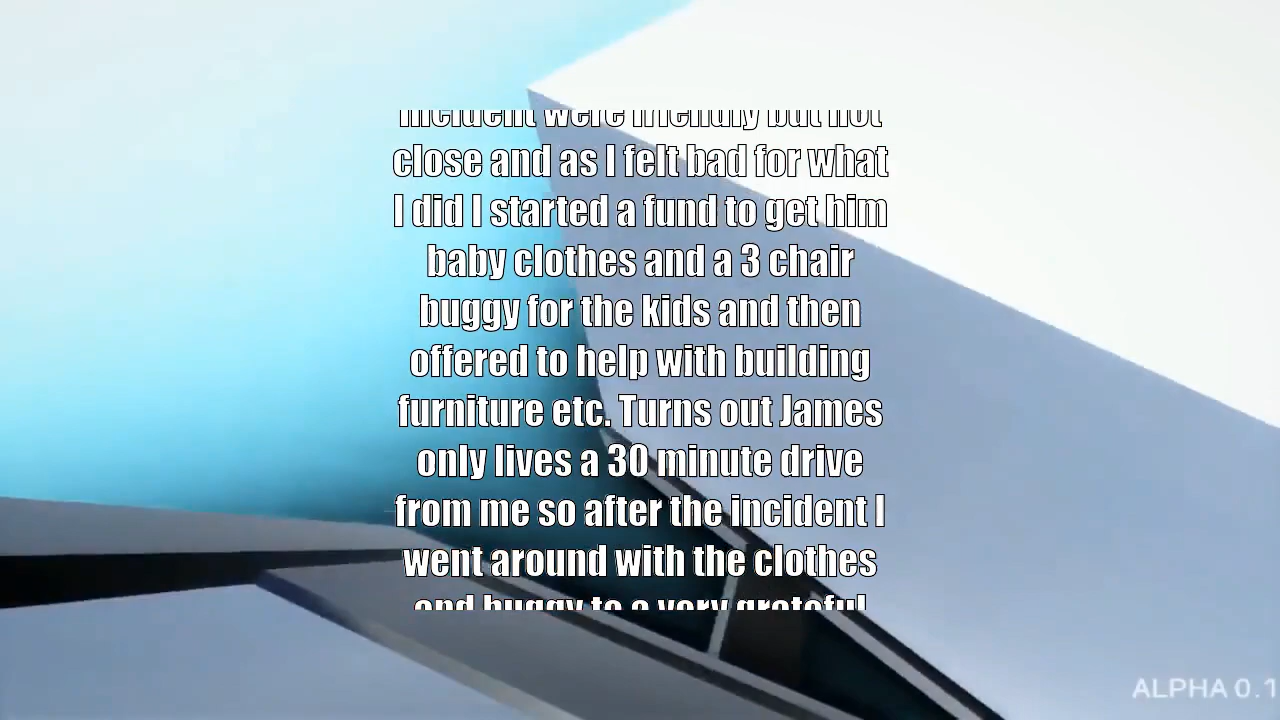 incident were friendly but not
close and as I felt bad for what
I did I started a fund to get him
baby clothes and a 3 chair
buggy for the kids and then
offered to help with building
furniture etc. Turns out James
only lives a 30 minute drive
from me so after the incident I
went around with the clothes
and buggy to a very grateful
ALPHA 0.1